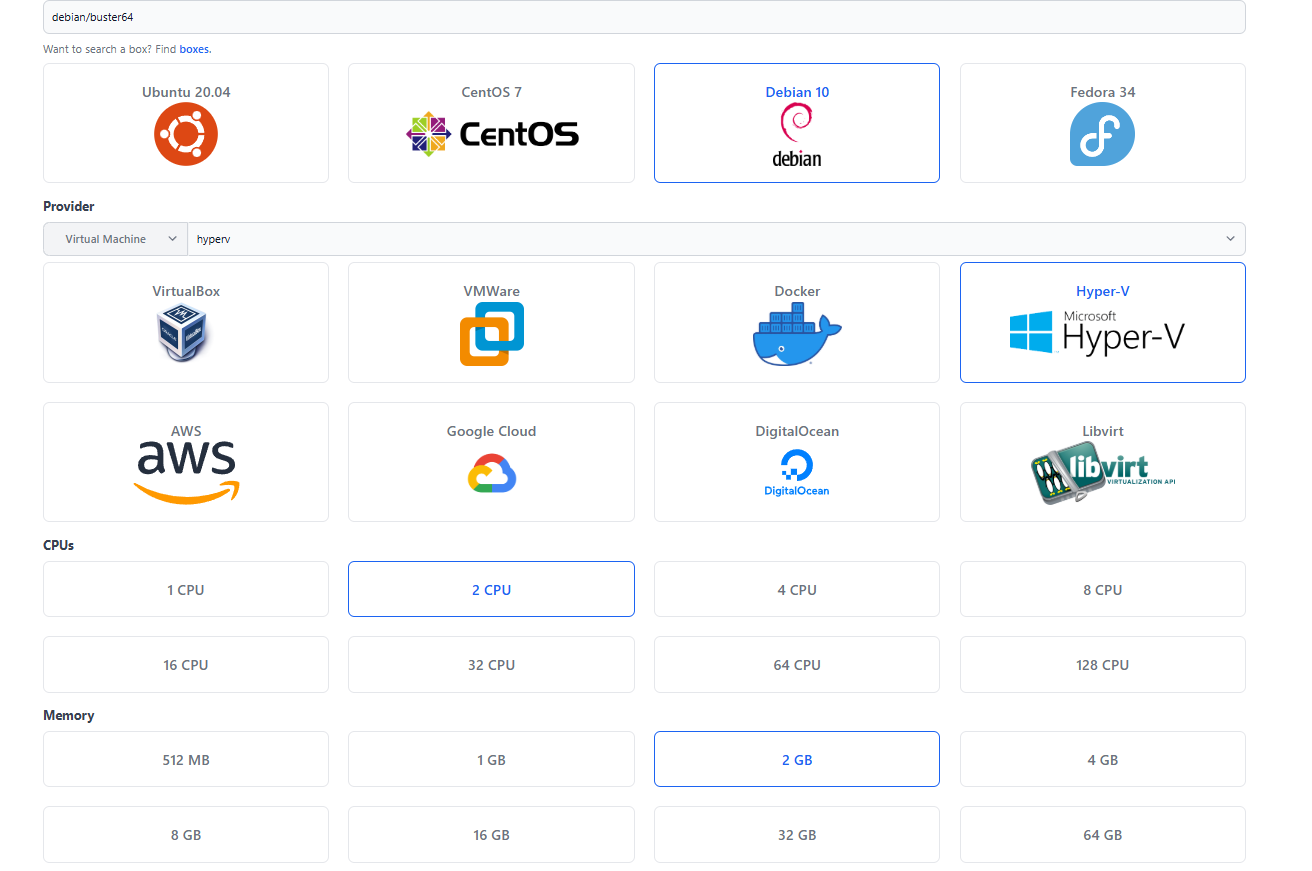 debian/buster64
Want to search a box? Find boxes.
Ubuntu 20.04
CentOS 7
CentOS
Debian 10
debian
Fedora 34
Provider
Virtual Machine
hyperv
VirtualBox
VMWare
Docker
Hyper-V
Microsoft
Hyper-V
AWS
aws
Google Cloud
DigitalOcean
DigitalOcean
Libvirt
libvirt
VIRTUALIZATION API
CPUs
1 CPU
2 CPU
4 CPU
8 CPU
16 CPU
32 CPU
64 CPU
128 CPU
Memory
512 MB
1 GB
2 GB
4 GB
8 GB
16 GB
32 GB
64 GB